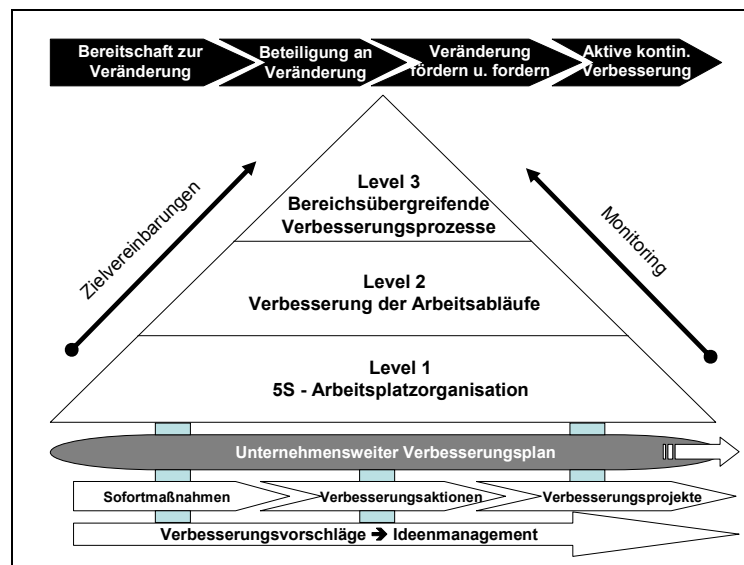 Bereitschaft zur
Veränderung
Beteiligung an
Veränderung
Veränderung
fördern u. fordern
Aktive kontin.
Verbesserung
Zielvereinbarungen
Monitoring
Level 3
Bereichsübergreifende
Verbesserungsprozesse
Level 2
Verbesserung der Arbeitsabläufe
Level 1
5S - Arbeitsplatzorganisation
Unternehmensweiter Verbesserungsplan
Sofortmaßnahmen
Verbesserungsaktionen
Verbesserungsprojekte
Verbesserungsvorschläge ➔ Ideenmanagement